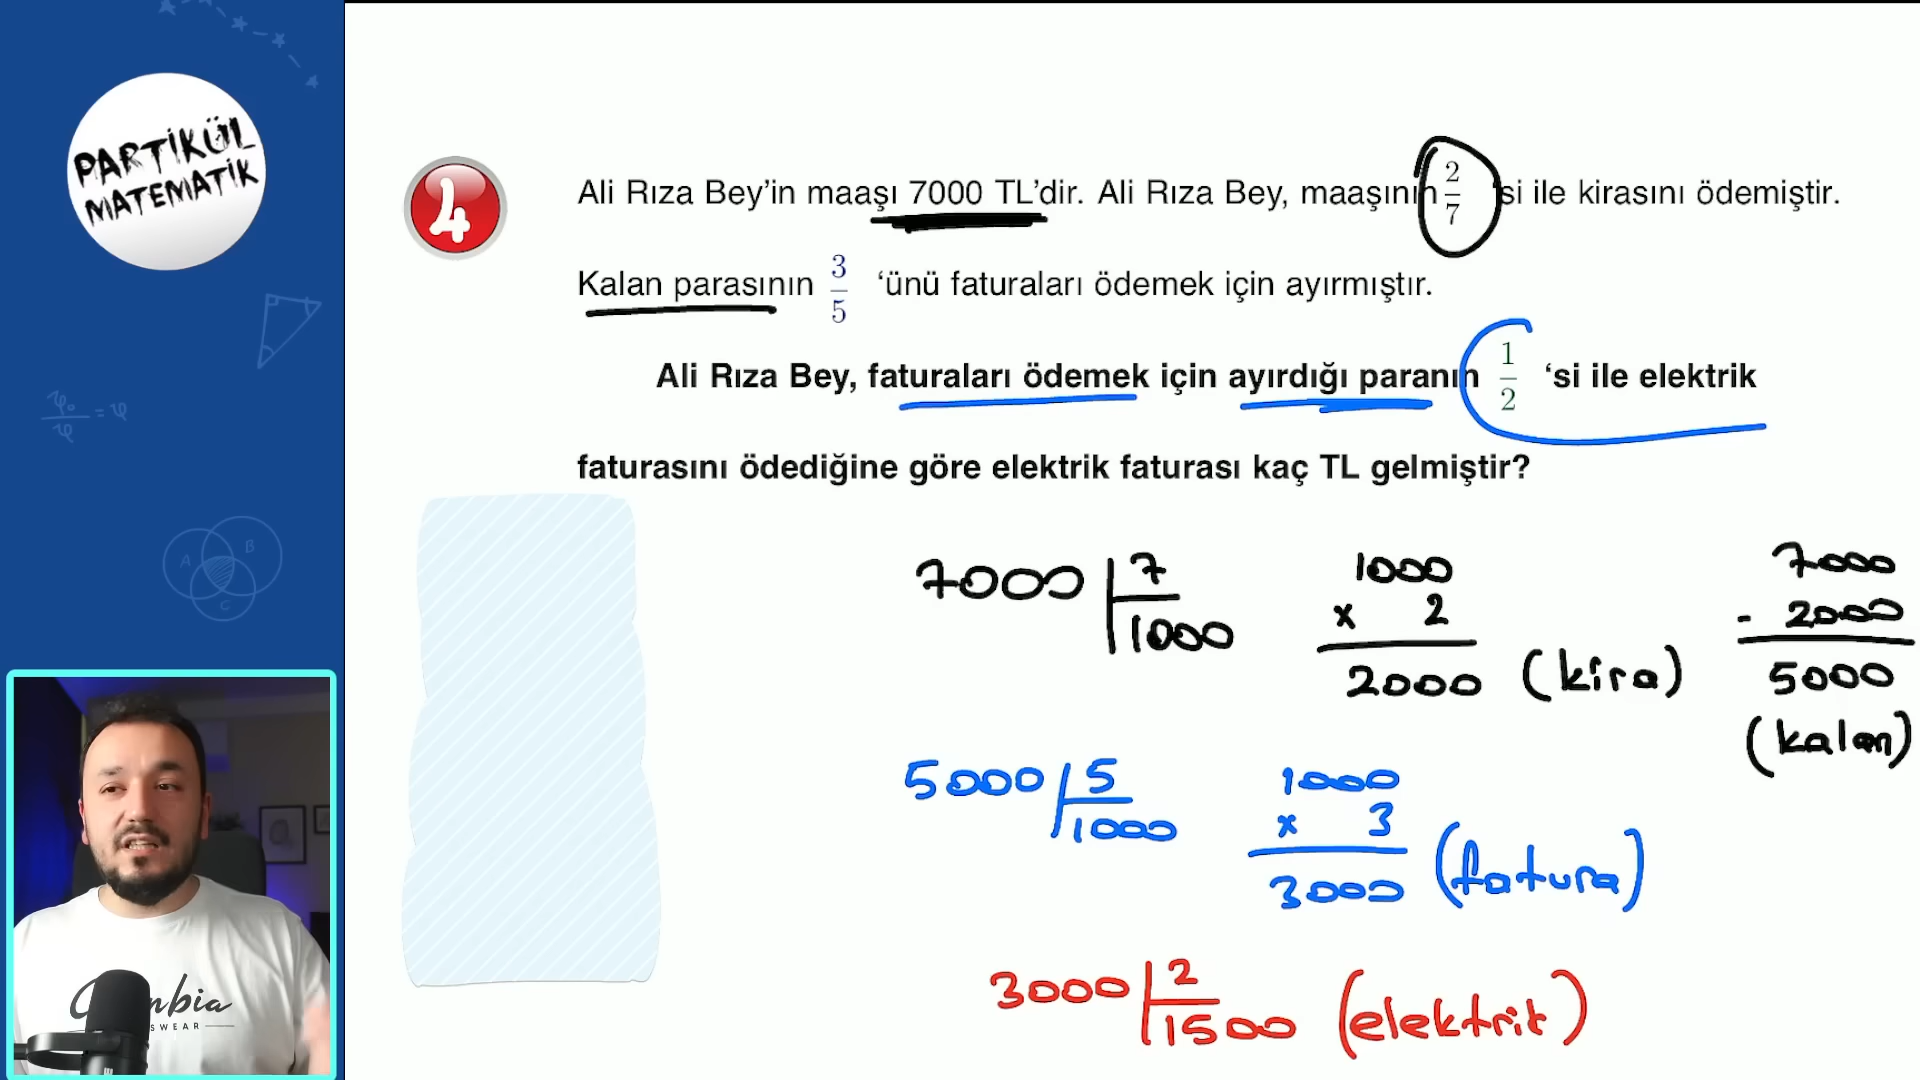 PARTİKÜL
MATEMATİK
4
Ali Rıza Bey'in maaşı 7000 TL'dir. Ali Rıza Bey, maaşının 2/7 'si ile kirasını ödemiştir.
Kalan parasının 3/5 'ünü faturaları ödemek için ayırmıştır.
Ali Rıza Bey, faturaları ödemek için ayırdığı paranın 1/2 'si ile elektrik
faturasını ödediğine göre elektrik faturası kaç TL gelmiştir?
7000 | 7
1000
1000
x 2
2000 (kira)
7000
- 2000
5000
(kalan)
5000 | 5
1000
1000
x 3
3000 (fatura)
3000 | 2
1500 (elektrik)
A B
C
SWEAR